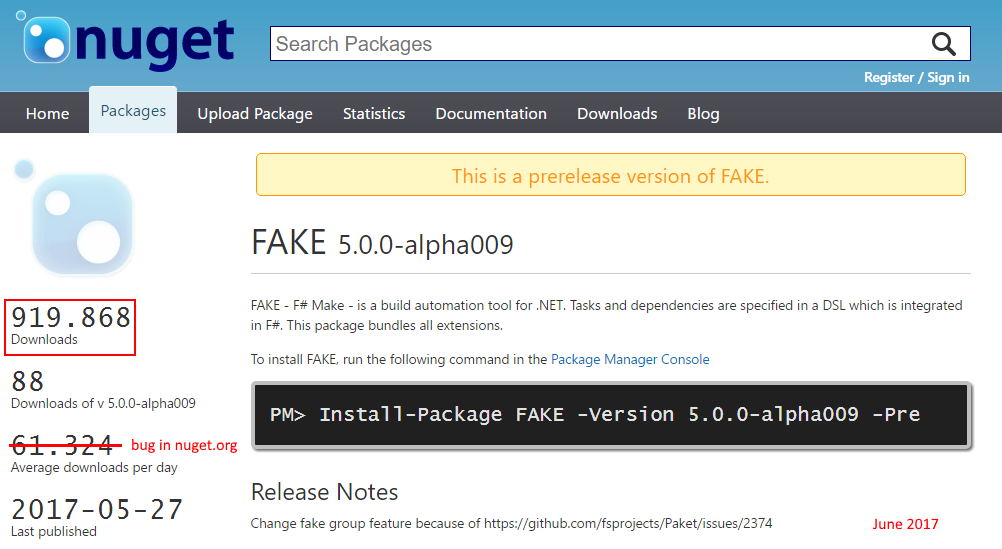 nuget
Search Packages
Register / Sign in
Home Packages Upload Package Statistics Documentation Downloads Blog
This is a prerelease version of FAKE.
FAKE 5.0.0-alpha009
919.868
Downloads
88
Downloads of v 5.0.0-alpha009
61.324 bug in nuget.org
Average downloads per day
2017-05-27
Last published
FAKE - F# Make - is a build automation tool for .NET. Tasks and dependencies are specified in a DSL which is integrated
in F#. This package bundles all extensions.
To install FAKE, run the following command in the Package Manager Console
PM> Install-Package FAKE -Version 5.0.0-alpha009 -Pre
Release Notes
Change fake group feature because of https://github.com/fsprojects/Paket/issues/2374
June 2017